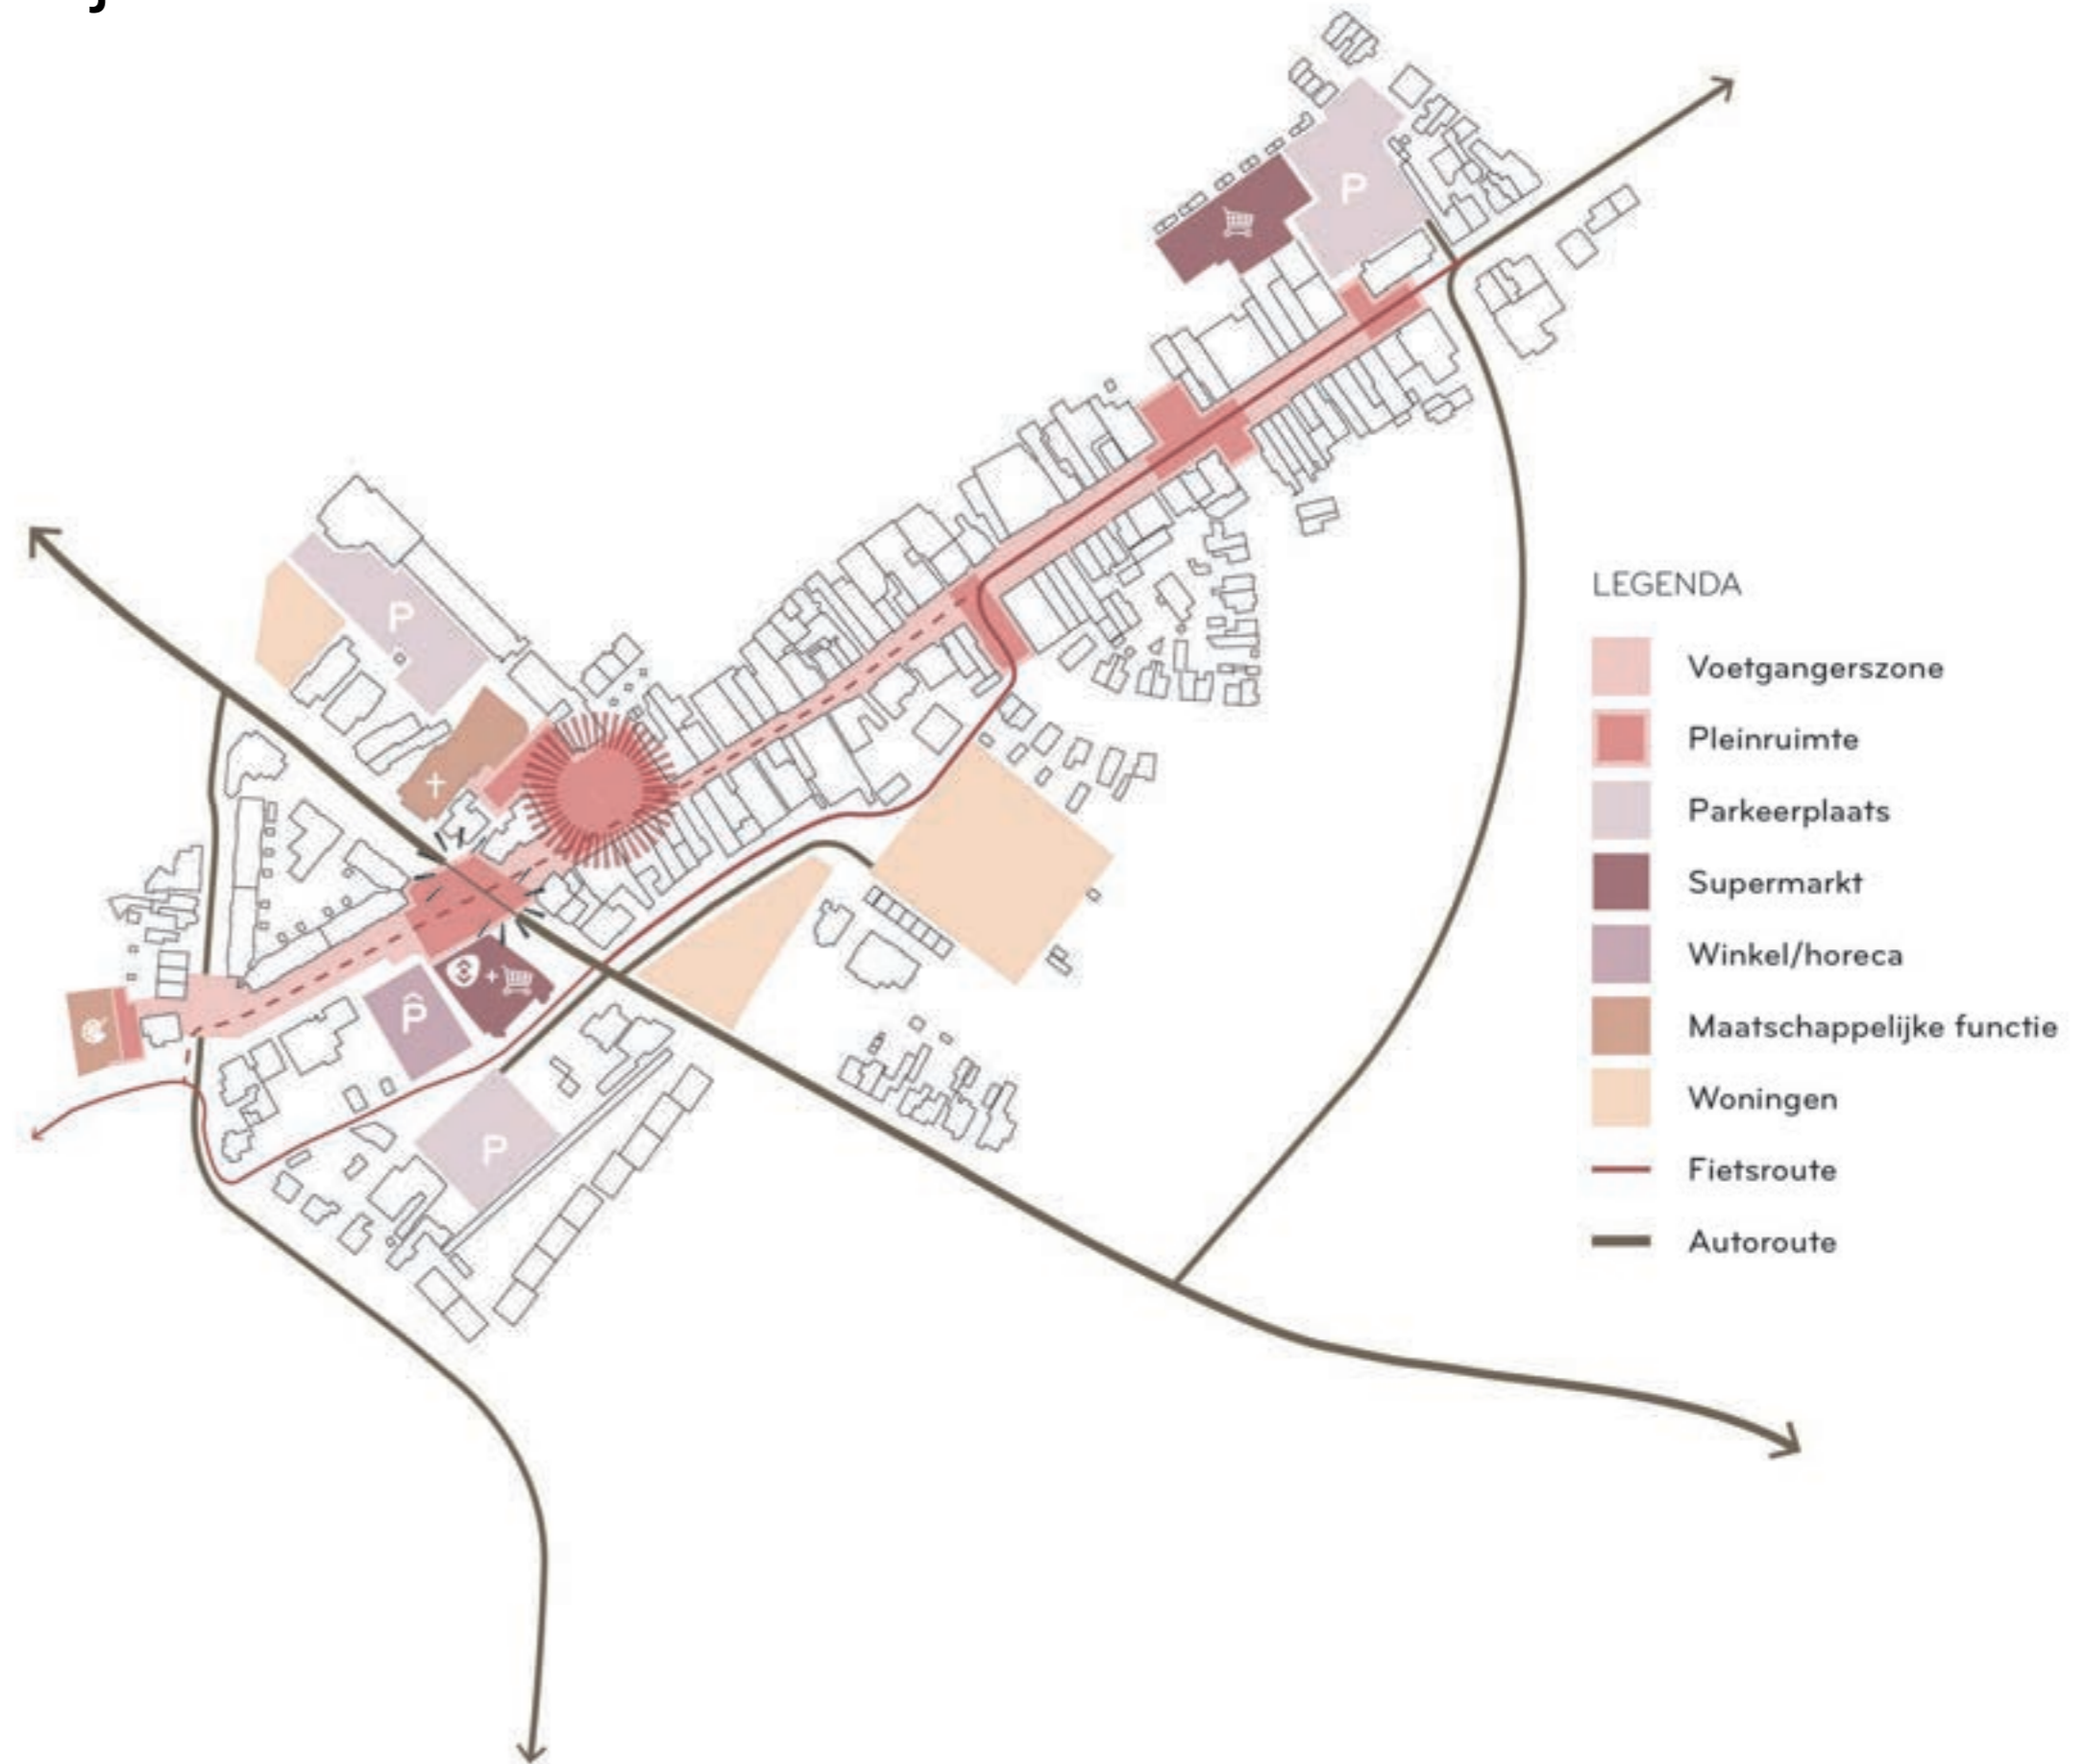 P
P
P̂
+
P
LEGENDA
Voetgangerszone
Pleinruimte
Parkeerplaats
Supermarkt
Winkel/horeca
Maatschappelijke functie
Woningen
Fietsroute
Autoroute